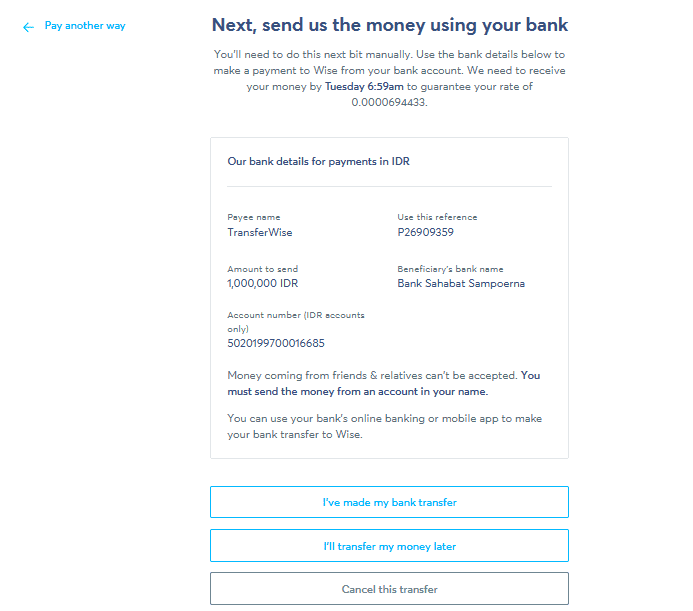 ← Pay another way
Next, send us the money using your bank
You'll need to do this next bit manually. Use the bank details below to
make a payment to Wise from your bank account. We need to receive
your money by Tuesday 6:59am to guarantee your rate of
0.0000694433.
Our bank details for payments in IDR
Payee name
TransferWise
Use this reference
P26909359
Amount to send
1,000,000 IDR
Beneficiary's bank name
Bank Sahabat Sampoerna
Account number (IDR accounts
only)
5020199700016685
Money coming from friends & relatives can't be accepted. You
must send the money from an account in your name.
You can use your bank's online banking or mobile app to make
your bank transfer to Wise.
I've made my bank transfer
I'll transfer my money later
Cancel this transfer